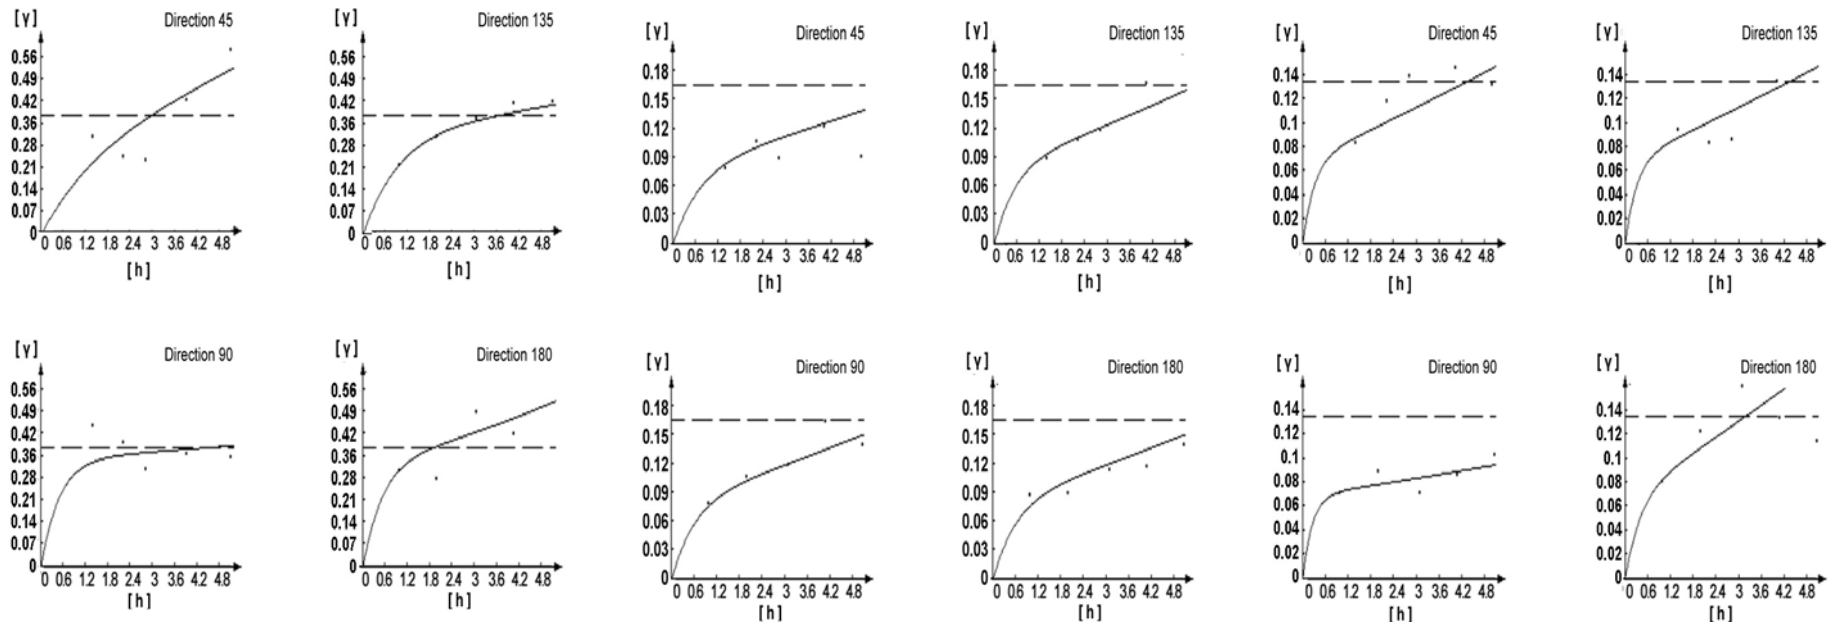 [γ] Direction 45
0.56
0.49
0.42
0.36
0.28
0.21
0.14
0.07
0
0 0.6 1.2 1.8 2.4 3 3.6 4.2 4.8
[h]
[γ] Direction 135
0.56
0.49
0.42
0.36
0.28
0.21
0.14
0.07
0
0 0.6 1.2 1.8 2.4 3 3.6 4.2 4.8
[h]
[γ] Direction 45
0.18
0.15
0.12
0.09
0.06
0.03
0
0 0.6 1.2 1.8 2.4 3 3.6 4.2 4.8
[h]
[γ] Direction 135
0.18
0.15
0.12
0.09
0.06
0.03
0
0 0.6 1.2 1.8 2.4 3 3.6 4.2 4.8
[h]
[γ] Direction 45
0.14
0.12
0.1
0.08
0.06
0.04
0.02
0
0 0.6 1.2 1.8 2.4 3 3.6 4.2 4.8
[h]
[γ] Direction 135
0.14
0.12
0.1
0.08
0.06
0.04
0.02
0
0 0.6 1.2 1.8 2.4 3 3.6 4.2 4.8
[h]
[γ] Direction 90
0.56
0.49
0.42
0.36
0.28
0.21
0.14
0.07
0
0 0.6 1.2 1.8 2.4 3 3.6 4.2 4.8
[h]
[γ] Direction 180
0.56
0.49
0.42
0.36
0.28
0.21
0.14
0.07
0
0 0.6 1.2 1.8 2.4 3 3.6 4.2 4.8
[h]
[γ] Direction 90
0.18
0.15
0.12
0.09
0.06
0.03
0
0 0.6 1.2 1.8 2.4 3 3.6 4.2 4.8
[h]
[γ] Direction 180
0.18
0.15
0.12
0.09
0.06
0.03
0
0 0.6 1.2 1.8 2.4 3 3.6 4.2 4.8
[h]
[γ] Direction 90
0.14
0.12
0.1
0.08
0.06
0.04
0.02
0
0 0.6 1.2 1.8 2.4 3 3.6 4.2 4.8
[h]
[γ] Direction 180
0.14
0.12
0.1
0.08
0.06
0.04
0.02
0
0 0.6 1.2 1.8 2.4 3 3.6 4.2 4.8
[h]